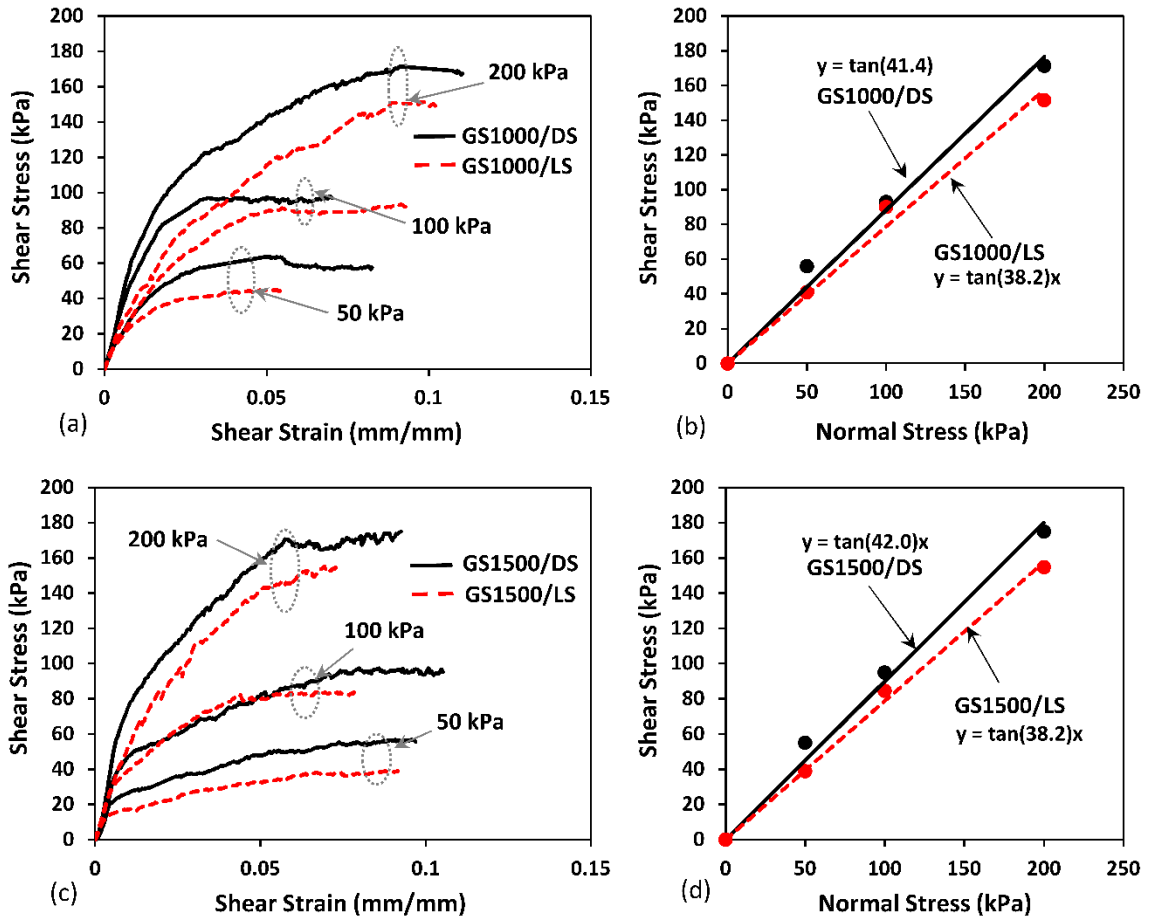 200
180
160
140
120
100
80
60
40
20
0
Shear Stress (kPa)
200 kPa
GS1000/DS
GS1000/LS
100 kPa
50 kPa
0 0.05 0.1 0.15
Shear Strain (mm/mm)
(a)
200
180
160
140
120
100
80
60
40
20
0
Shear Stress (kPa)
y = tan(41.4)
GS1000/DS
GS1000/LS
y = tan(38.2)x
0 50 100 150 200 250
Normal Stress (kPa)
(b)
200
180
160
140
120
100
80
60
40
20
0
Shear Stress (kPa)
200 kPa
GS1500/DS
GS1500/LS
100 kPa
50 kPa
0 0.05 0.1 0.15
Shear Strain (mm/mm)
(c)
200
180
160
140
120
100
80
60
40
20
0
Shear Stress (kPa)
y = tan(42.0)x
GS1500/DS
GS1500/LS
y = tan(38.2)x
0 50 100 150 200 250
Normal Stress (kPa)
(d)